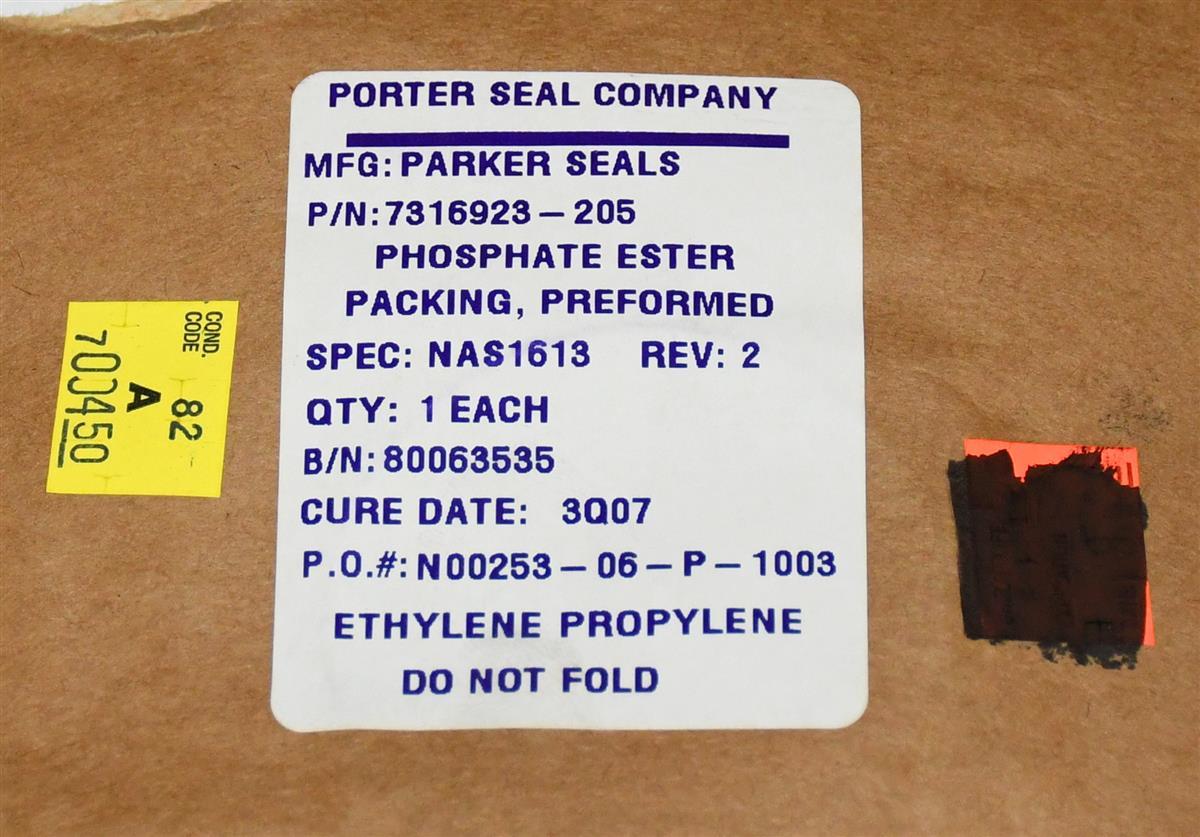 PORTER SEAL COMPANY
MFG: PARKER SEALS
P/N: 7316923 – 205
PHOSPHATE ESTER
PACKING, PREFORMED
SPEC: NAS1613 REV: 2
QTY: 1 EACH
B/N: 80063535
CURE DATE: 3Q07
P.O.#: N00253 – 06 – P – 1003
ETHYLENE PROPYLENE
DO NOT FOLD
COND. 82
CODE A
700450